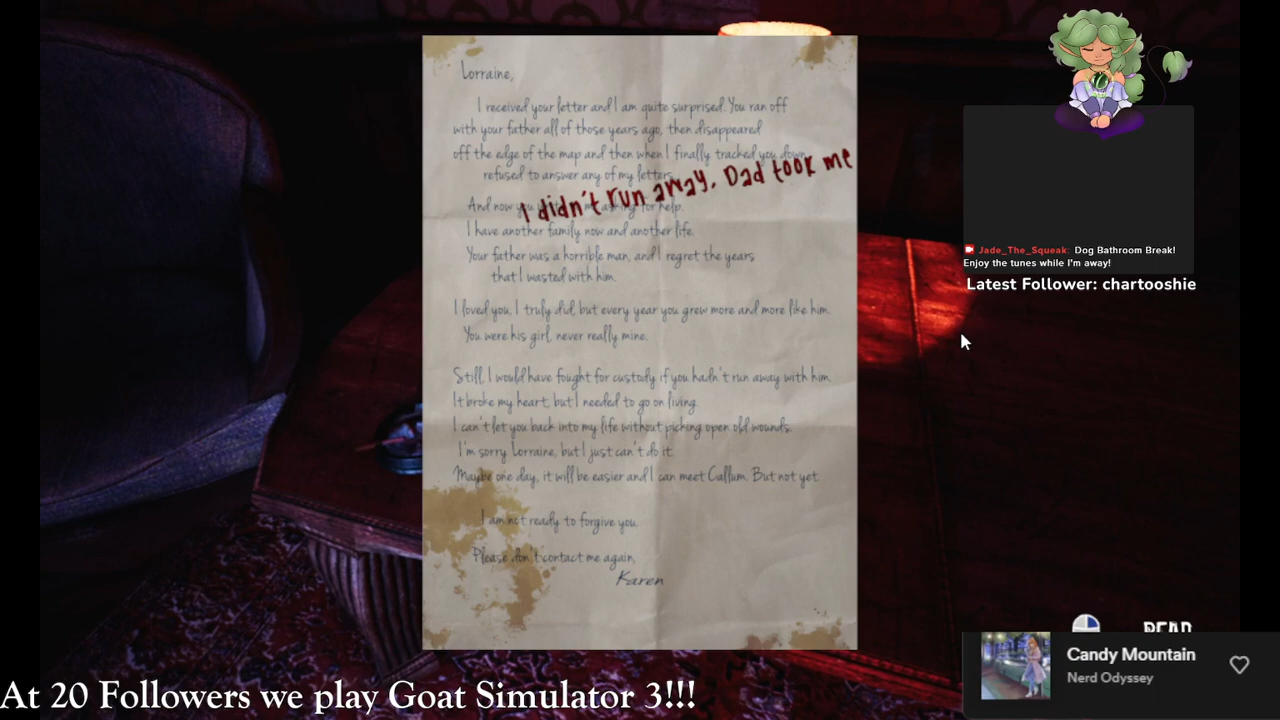 Lorraine,
I received your letter and I am quite surprised. You ran off
with your father all of those years ago, then disappeared
off the edge of the map and then when I finally tracked you down
refused to answer any of my letters
I didn't run away. Dad took me
And now you asking for help.
I have another family now and another life.
Your father was a horrible man, and I regret the years
that I wasted with him.
I loved you. I truly did, but every year you grew more and more like him.
You were his girl, never really mine.
Still, I would have fought for custody if you hadn't run away with him.
It broke my heart, but I needed to go on living.
I can't let you back into my life without picking open old wounds.
I'm sorry Lorraine, but I just can't do it.
Maybe one day, it will be easier and I can meet Callum. But not yet.
I am not ready to forgive you.
Please don't contact me again,
Karen
Jade_The_Squeak: Dog Bathroom Break!
Enjoy the tunes while I'm away!
Latest Follower: chartooshie
READ
Candy Mountain
Nerd Odyssey
At 20 Followers we play Goat Simulator 3!!!